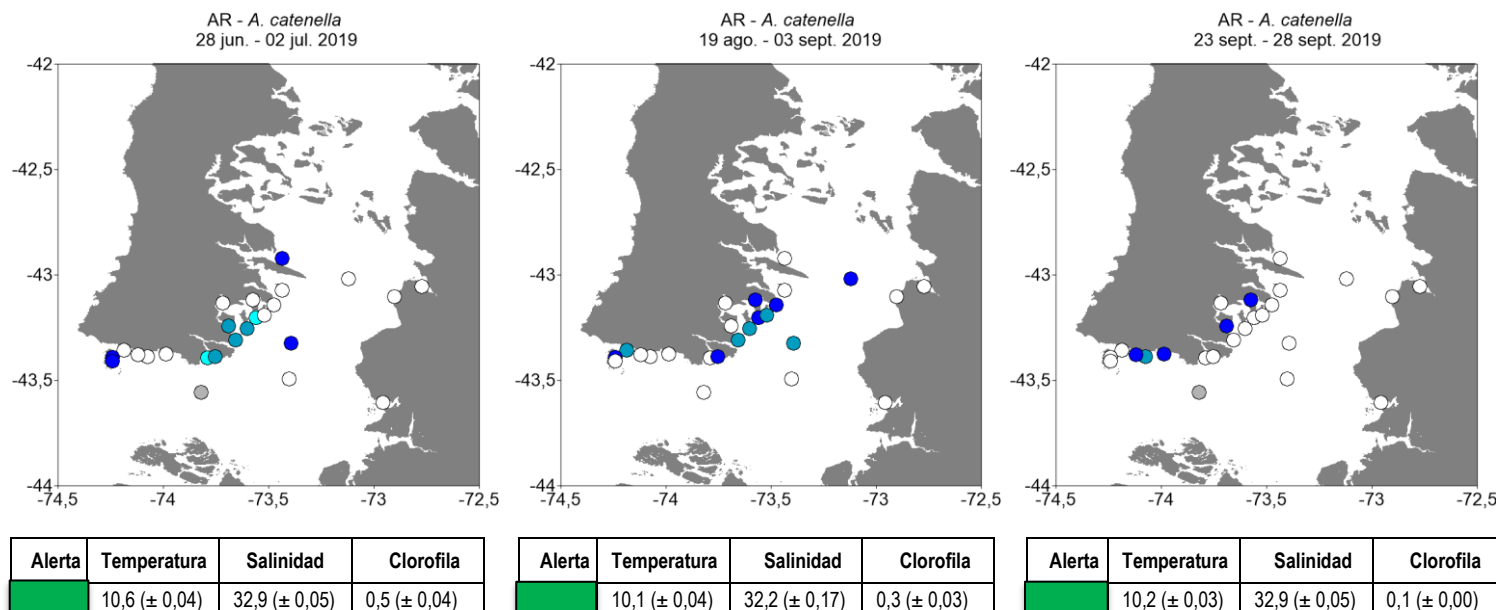 AR - A. catenella
28 jun. - 02 jul. 2019
-42
-42,5
-43
-43,5
-44
-74,5 -74 -73,5 -73 -72,5
Alerta Temperatura Salinidad Clorofila
10,6 (± 0,04) 32,9 (± 0,05) 0,5 (± 0,04)
AR - A. catenella
19 ago. - 03 sept. 2019
-42
-42,5
-43
-43,5
-44
-74,5 -74 -73,5 -73 -72,5
Alerta Temperatura Salinidad Clorofila
10,1 (± 0,04) 32,2 (± 0,17) 0,3 (± 0,03)
AR - A. catenella
23 sept. - 28 sept. 2019
-42
-42,5
-43
-43,5
-44
-74,5 -74 -73,5 -73 -72,5
Alerta Temperatura Salinidad Clorofila
10,2 (± 0,03) 32,9 (± 0,05) 0,1 (± 0,00)